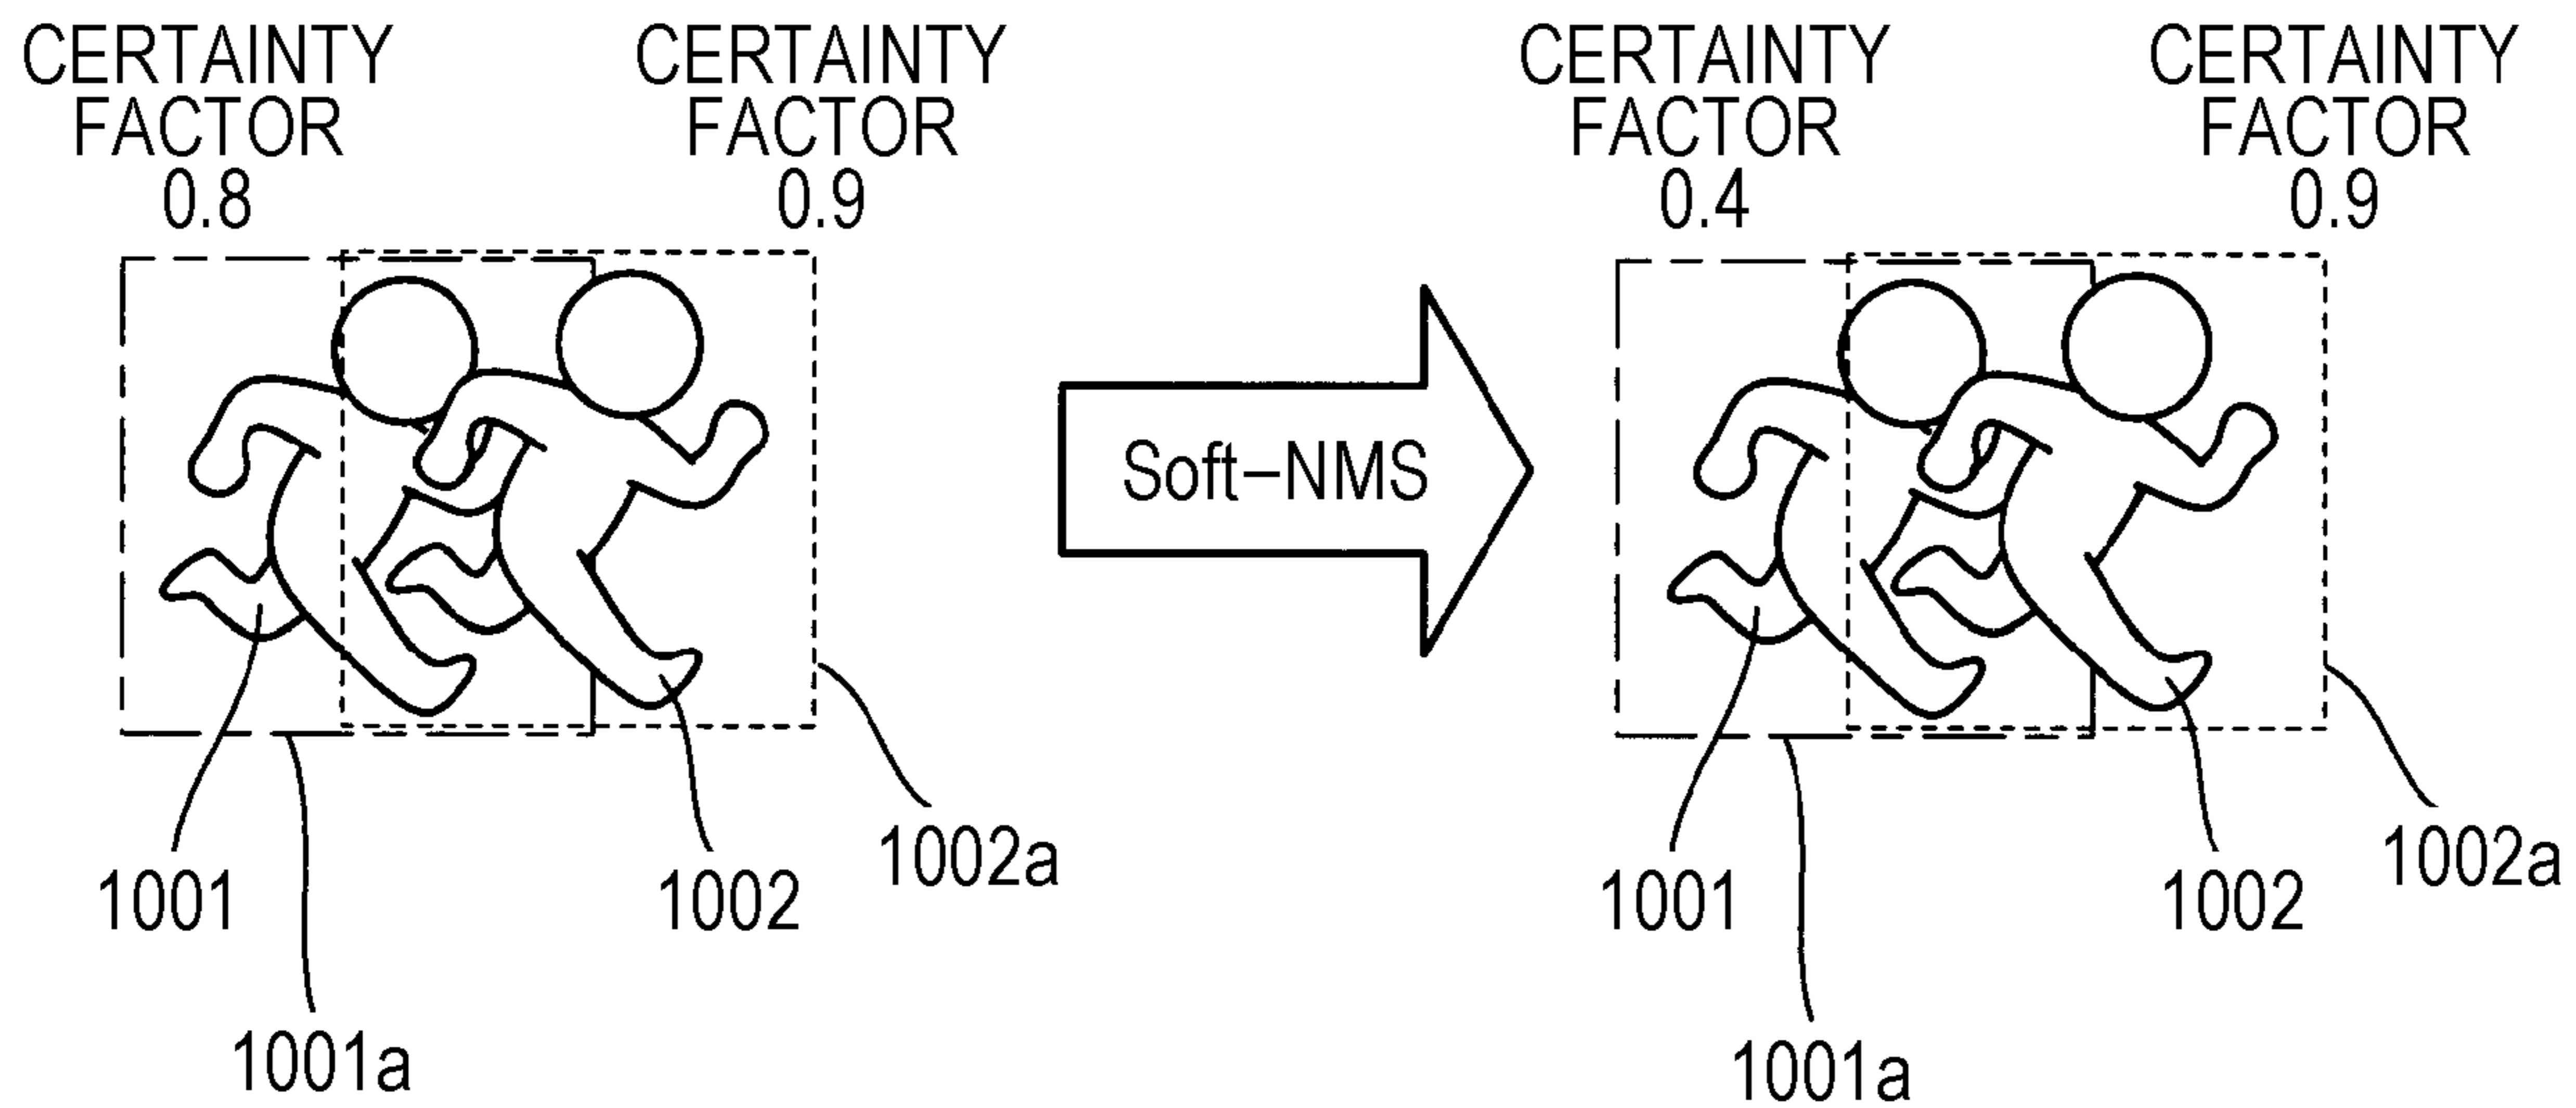 CERTAINTY
FACTOR
0.8
CERTAINTY
FACTOR
0.9
CERTAINTY
FACTOR
0.4
CERTAINTY
FACTOR
0.9
Soft–NMS
1001
1001a
1002
1002a
1001
1001a
1002
1002a